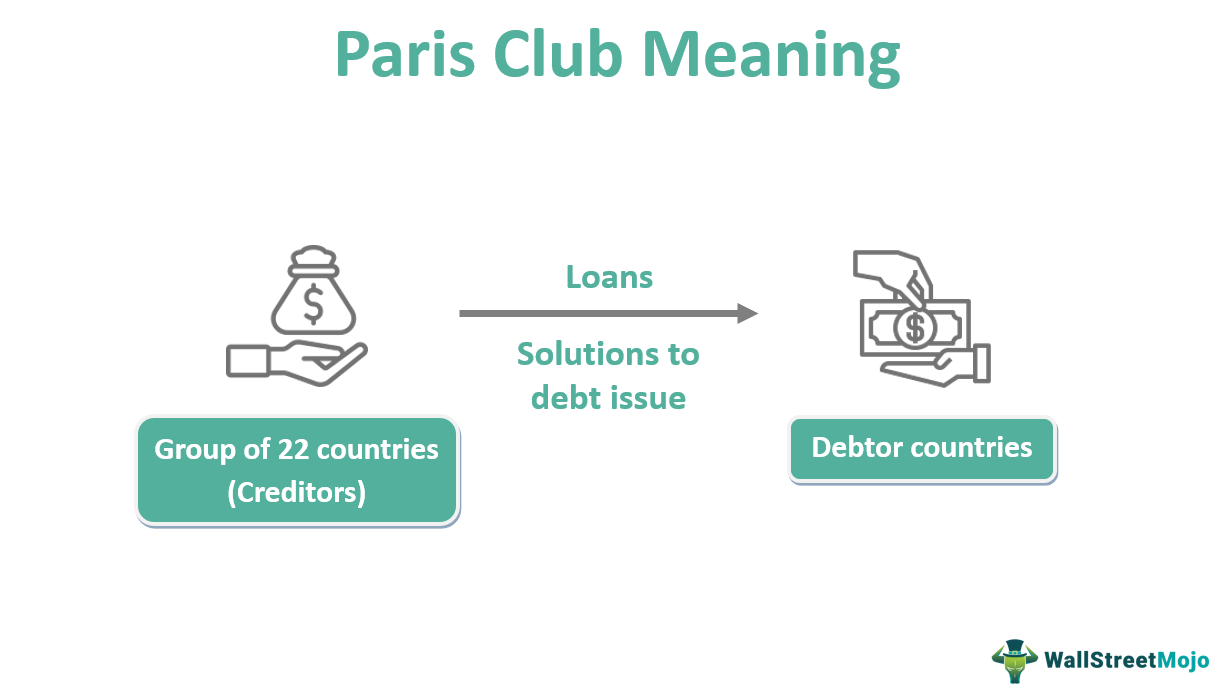 Paris Club Meaning
Loans
Solutions to
debt issue
Group of 22 countries
(Creditors)
Debtor countries
WallStreetMojo